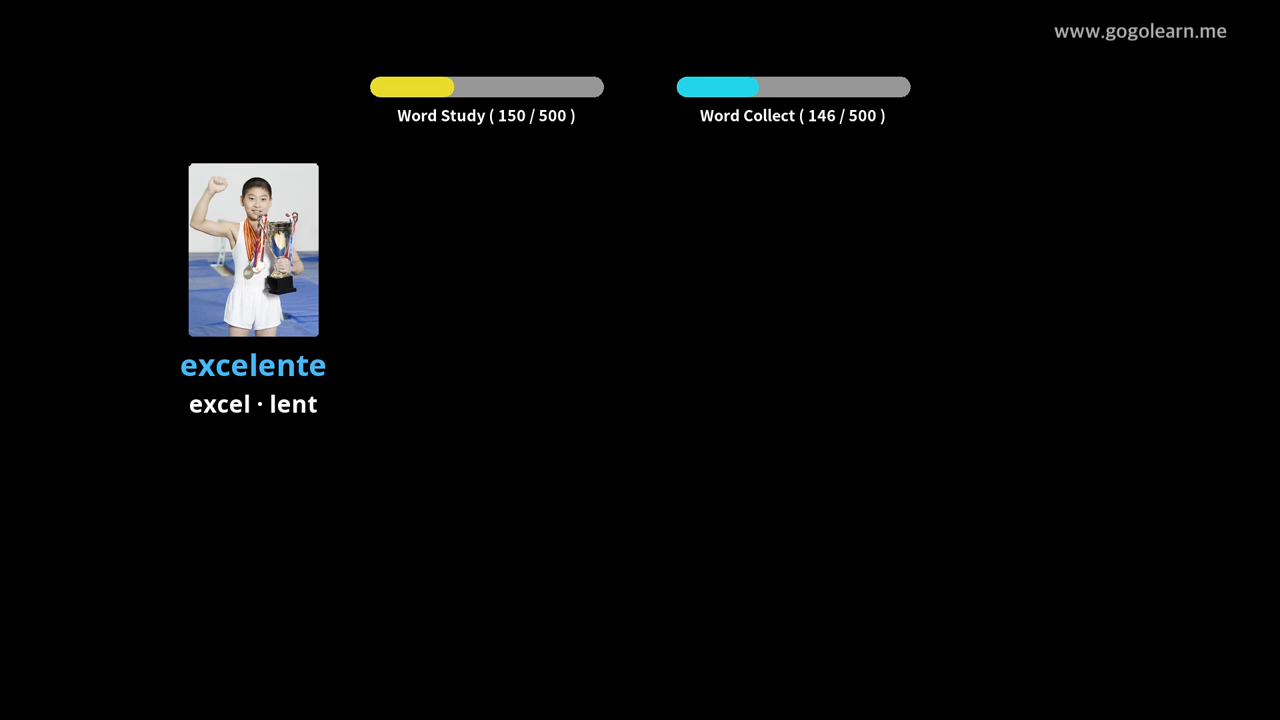 www.gogolearn.me
Word Study ( 150 / 500 )
Word Collect ( 146 / 500 )
excelente
excel · lent